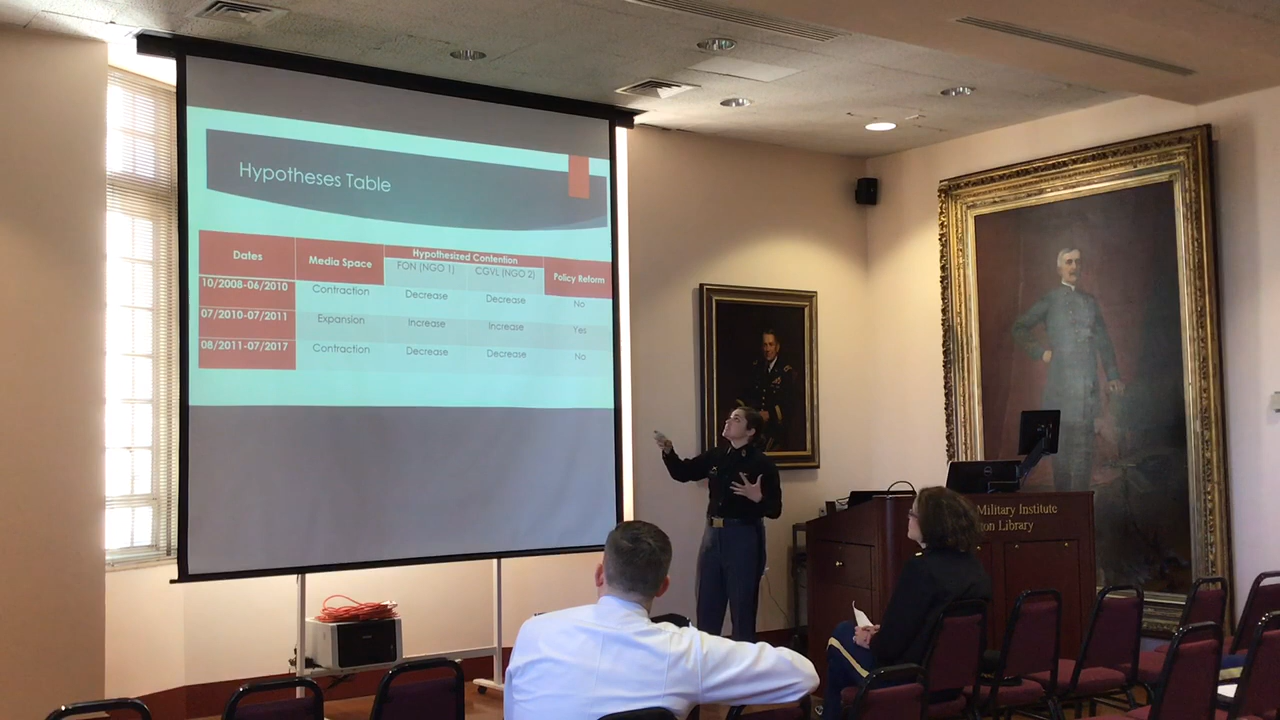 Hypotheses Table
Dates Media Space Hypothesized Contention Policy Reform
FON (NGO 1) CGVL (NGO 2)
10/2008-06/2010 Contraction Decrease Decrease No
07/2010-07/2011 Expansion Increase Increase Yes
08/2011-07/2017 Contraction Decrease Decrease No
Military Institute
ton Library